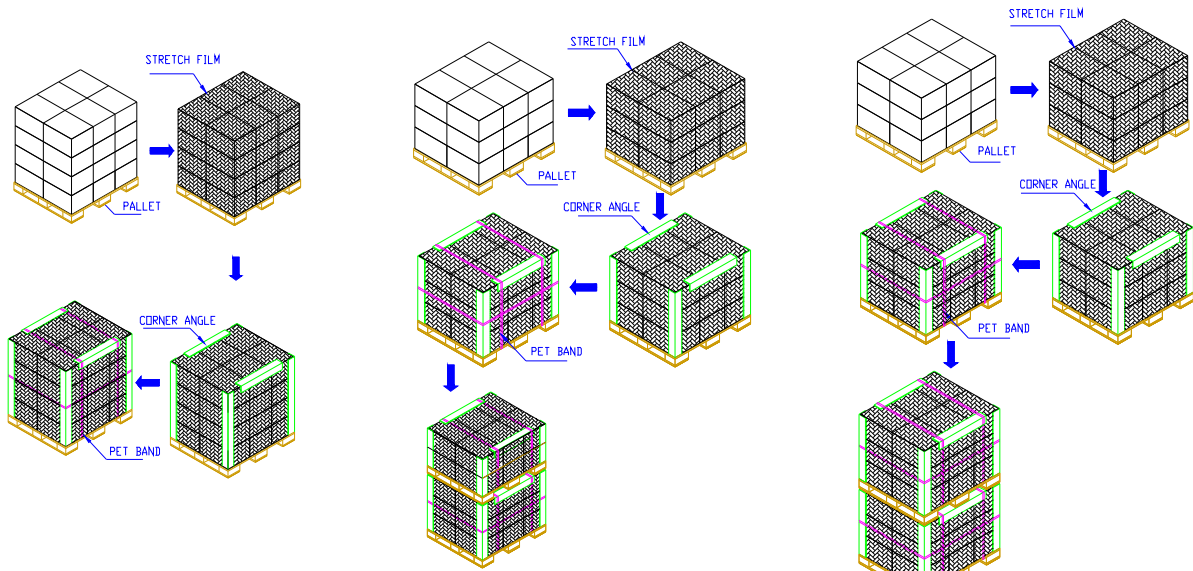 STRETCH FILM
PALLET
CORNER ANGLE
PET BAND
STRETCH FILM
PALLET
CORNER ANGLE
PET BAND
STRETCH FILM
PALLET
CORNER ANGLE
PET BAND